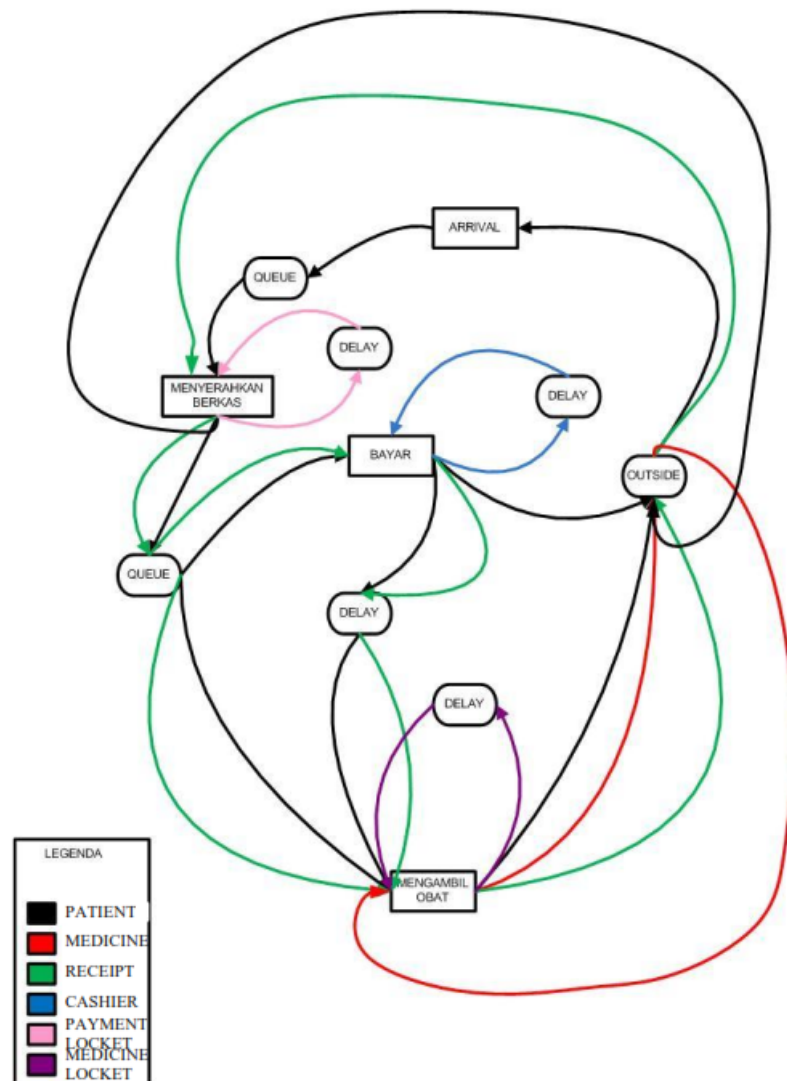 ARRIVAL
QUEUE
DELAY
MENYERAHKAN
BERKAS
DELAY
BAYAR
OUTSIDE
QUEUE
DELAY
DELAY
MENGAMBIL
OBAT
LEGENDA
PATIENT
MEDICINE
RECEIPT
CASHIER
PAYMENT
LOCKET
MEDICINE
LOCKET